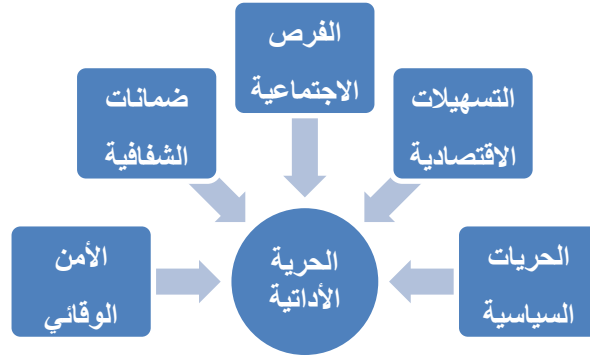 الفرص
الاجتماعية
التسهيلات
الاقتصادية
ضمانات
الشفافية
الحريات
السياسية
الحرية
الأداتية
الأمن
الوقائي